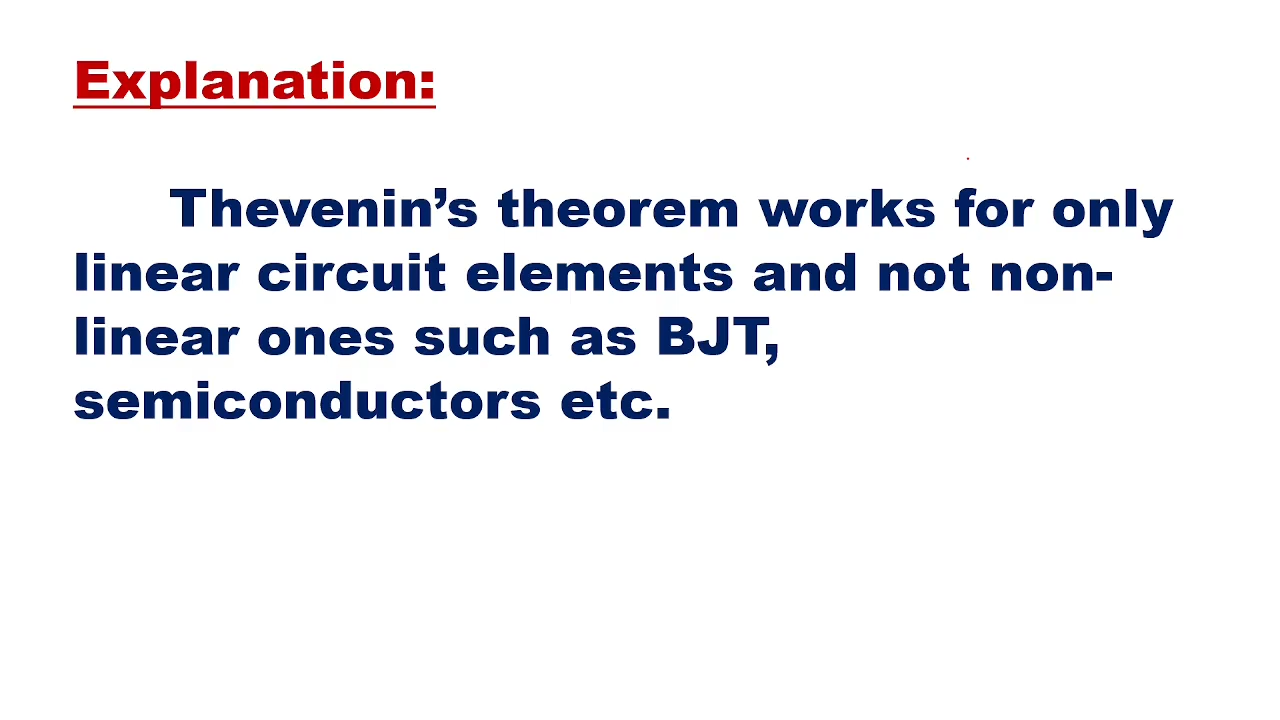 Explanation:
Thevenin’s theorem works for only
linear circuit elements and not non-
linear ones such as BJT,
semiconductors etc.